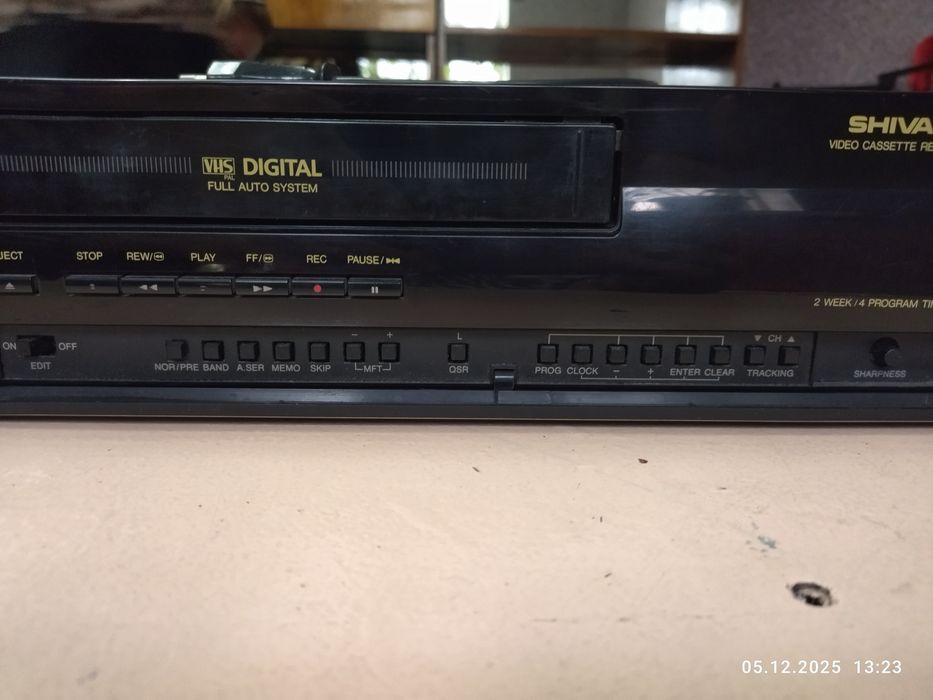 SHIVA
VHS DIGITAL
PAL
FULL AUTO SYSTEM
VIDEO CASSETTE RE
JECT STOP REW/ PLAY FF/ REC PAUSE/
2 WEEK/4 PROGRAM TI
ON OFF
EDIT
NOR/PRE BAND A.SER MEMO SKIP
- +
MFT
L
QSR
PROG CLOCK - + ENTER CLEAR
▼ CH ▲
TRACKING
SHARPNESS
05.12.2025 13:23